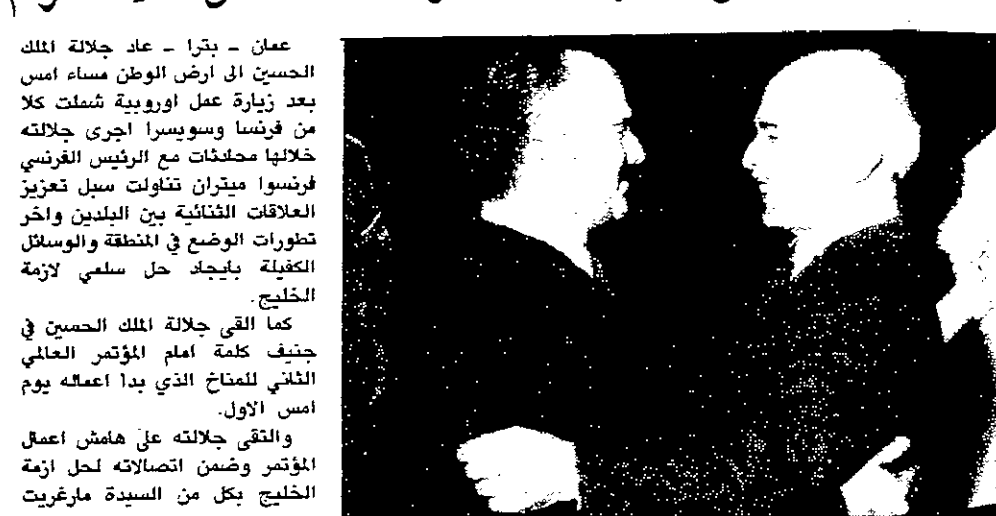 عمان - بترا - عاد جلالة الملك
الحسين الى ارض الوطن مساء امس
بعد زيارة عمل اوروبية شملت كلا
من فرنسا وسويسرا اجرى جلالته
خلالها محادثات مع الرئيس الفرنسي
فرنسوا ميتران تناولت سبل تعزيز
العلاقات الثنائية بين البلدين واخر
تطورات الوضع في المنطقة والوسائل
الكفيلة بايجاد حل سلمي لازمة
الخليج.
كما القى جلالة الملك الحسين في
جنيف كلمة امام المؤتمر العالمي
الثاني للمناخ الذي بدا اعماله يوم
امس الاول.
والتقى جلالته على هامش اعمال
المؤتمر وضمن اتصالاته لحل ازمة
الخليج بكل من السيدة مارغريت